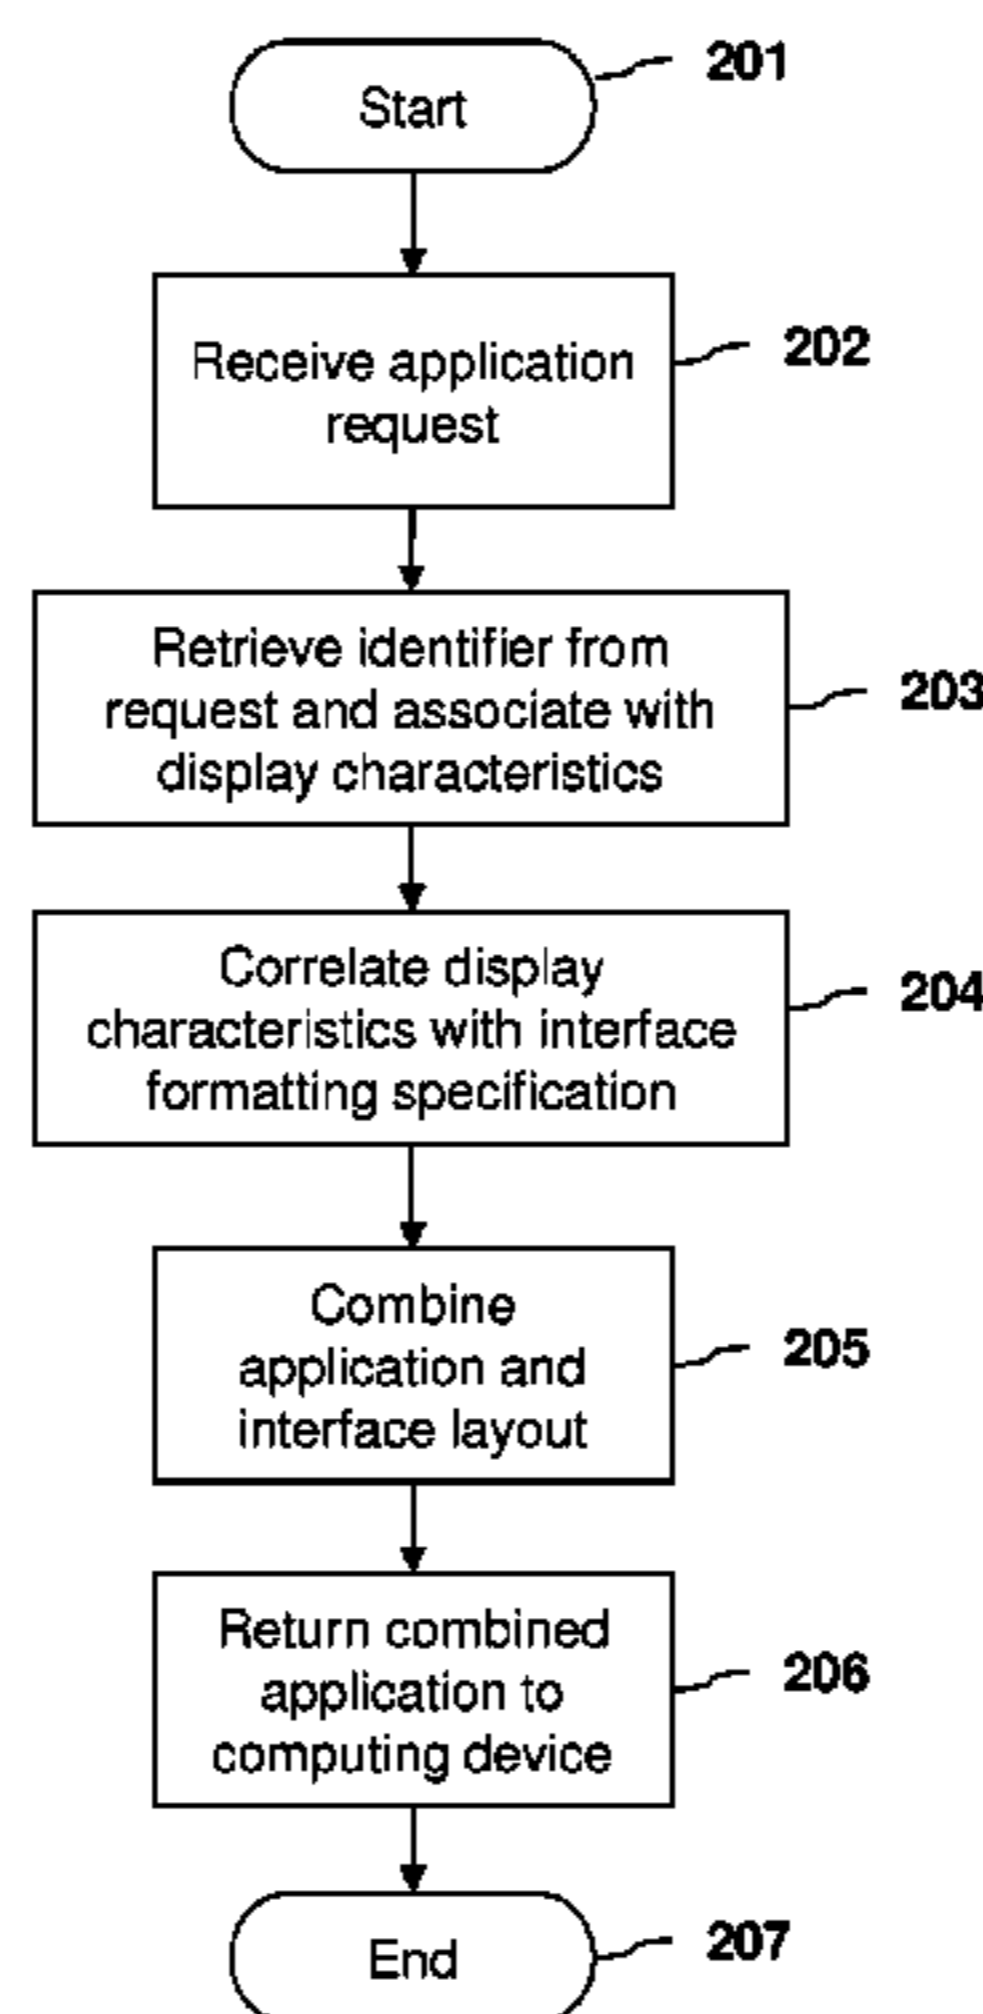 Start
201
Receive application
request
202
Retrieve identifier from
request and associate with
display characteristics
203
Correlate display
characteristics with interface
formatting specification
204
Combine
application and
interface layout
205
Return combined
application to
computing device
206
End
207